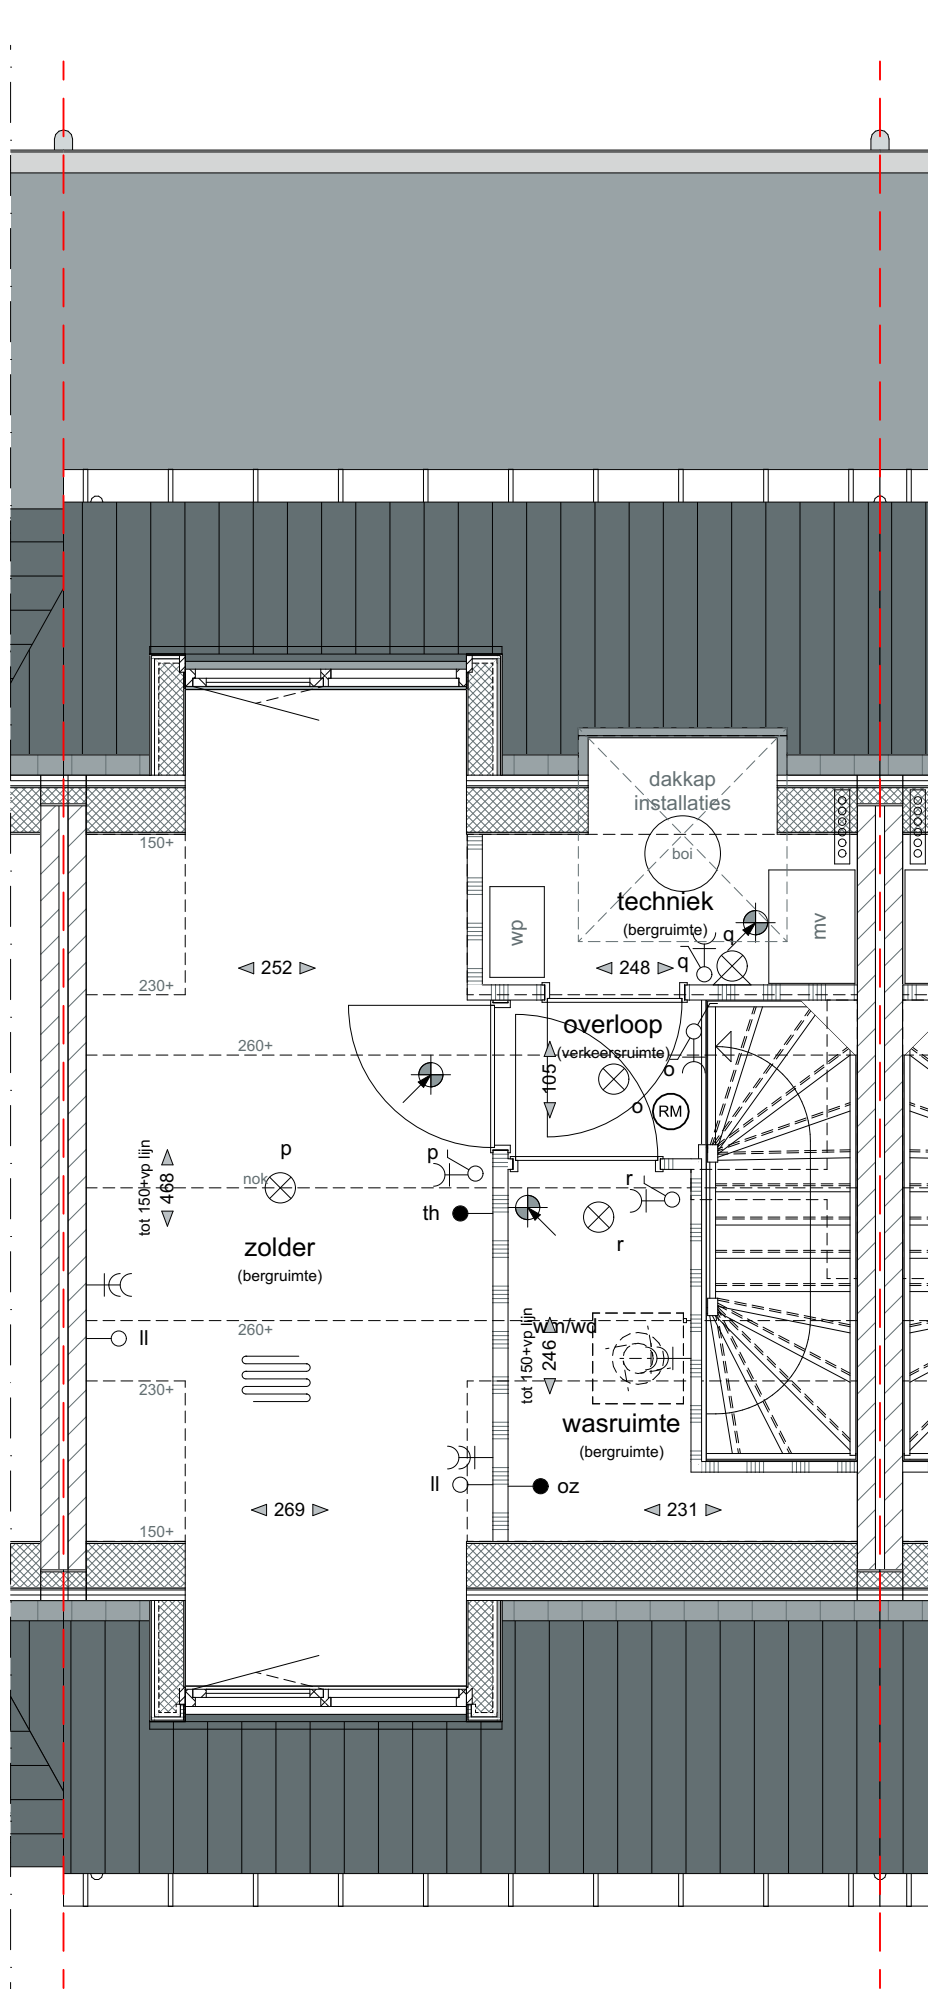 dakkap
installaties
150+
boi
techniek
(bergruimte)
wp
mv
q
q
252
248
230+
overloop
(verkeersruimte)
260+
105
o
o
RM
p
p
tot 150+vp lijn
468
nok
r
th
r
zolder
(bergruimte)
ll
260+
wm/wd
tot 150+vp lijn
246
230+
wasruimte
(bergruimte)
ll
oz
269
231
150+